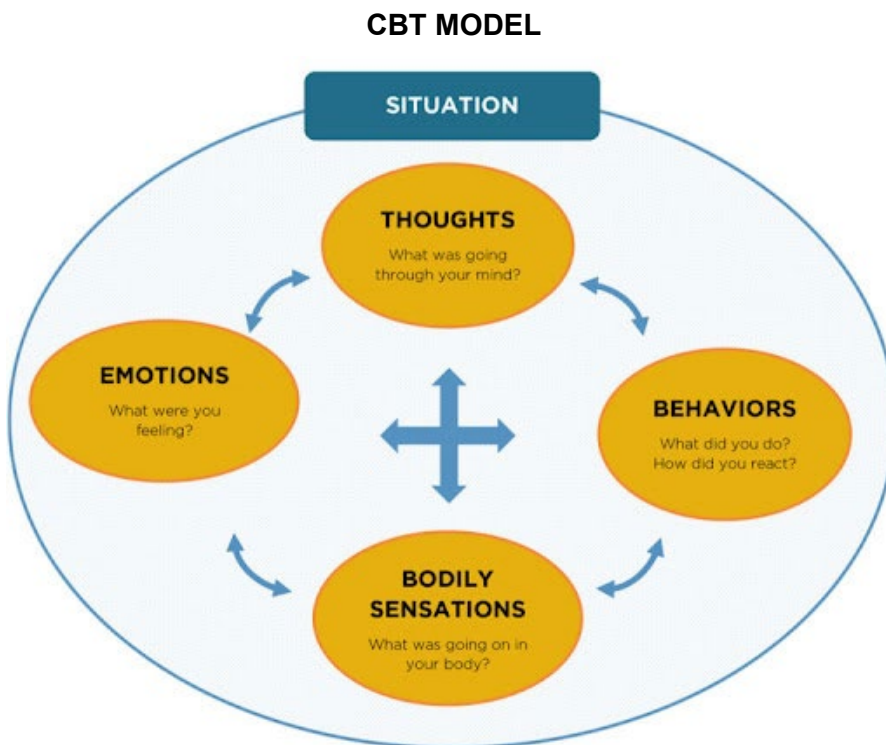 CBT MODEL
SITUATION
THOUGHTS
What was going
through your mind?
EMOTIONS
What were you
feeling?
BEHAVIORS
What did you do?
How did you react?
BODILY
SENSATIONS
What was going on in
your body?